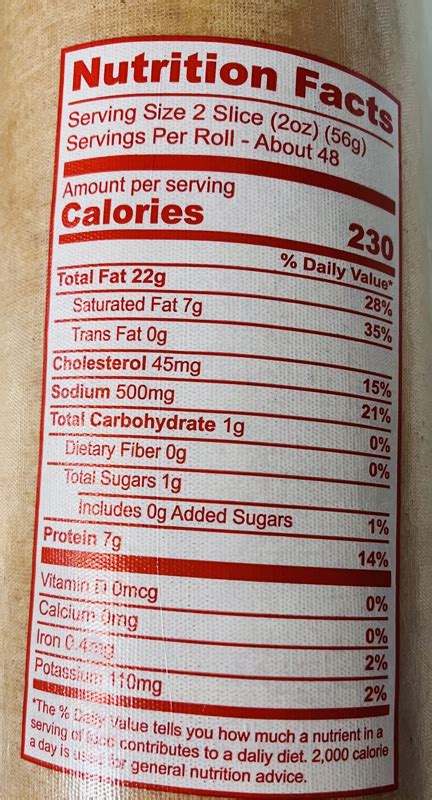 Nutrition Facts
Serving Size 2 Slice (2oz) (56g)
Servings Per Roll - About 48
Amount per serving
Calories 230
% Daily Value*
Total Fat 22g 28%
Saturated Fat 7g 35%
Trans Fat 0g
Cholesterol 45mg 15%
Sodium 500mg 21%
Total Carbohydrate 1g 0%
Dietary Fiber 0g 0%
Total Sugars 1g
Includes 0g Added Sugars 1%
Protein 7g 14%
Vitamin D 0mcg 0%
Calcium 0mg 0%
Iron 0.4mg 2%
Potassium 110mg 2%
*The % Daily Value tells you how much a nutrient in a
serving of food contributes to a daliy diet. 2,000 calorie
a day is used for general nutrition advice.